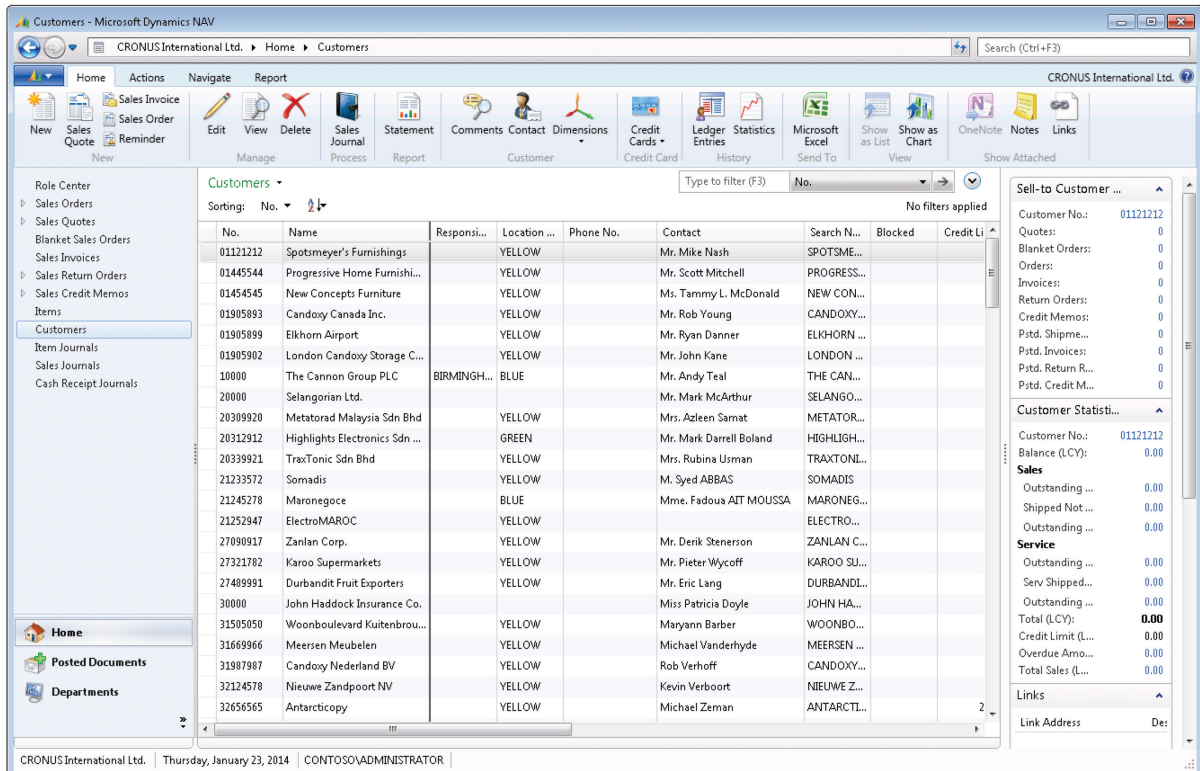 Customers - Microsoft Dynamics NAV
CRONUS International Ltd. Home Customers
Search (Ctrl+F3)
Home Actions Navigate Report CRONUS International Ltd.
New
Sales Quote
Sales Invoice
Sales Order
Reminder
New
Edit View Delete
Manage
Sales Journal
Process
Statement
Report
Comments Contact Dimensions
Customer
Credit Cards
Credit Card
Ledger Entries Statistics
History
Microsoft Excel
Send To
Show as List Show as Chart
View
OneNote Notes Links
Show Attached
Role Center
Sales Orders
Sales Quotes
Blanket Sales Orders
Sales Invoices
Sales Return Orders
Sales Credit Memos
Items
Customers
Item Journals
Sales Journals
Cash Receipt Journals
Home
Posted Documents
Departments
Customers
Type to filter (F3) No.
Sorting: No. No filters applied
No. Name Responsi... Location ... Phone No. Contact Search N... Blocked Credit Li
01121212 Spotsmeyer's Furnishings YELLOW Mr. Mike Nash SPOTSME...
01445544 Progressive Home Furnishi... YELLOW Mr. Scott Mitchell PROGRESS...
01454545 New Concepts Furniture YELLOW Ms. Tammy L. McDonald NEW CON...
01905893 Candoxy Canada Inc. YELLOW Mr. Rob Young CANDOXY...
01905899 Elkhorn Airport YELLOW Mr. Ryan Danner ELKHORN ...
01905902 London Candoxy Storage C... YELLOW Mr. John Kane LONDON ...
10000 The Cannon Group PLC BIRMINGH... BLUE Mr. Andy Teal THE CAN...
20000 Selangorian Ltd. Mr. Mark McArthur SELANGO...
20309920 Metatorad Malaysia Sdn Bhd YELLOW Mrs. Azleen Samat METATOR...
20312912 Highlights Electronics Sdn ... GREEN Mr. Mark Darrell Boland HIGHLIGH...
20339921 TraxTonic Sdn Bhd YELLOW Mrs. Rubina Usman TRAXTONI...
21233572 Somadis YELLOW M. Syed ABBAS SOMADIS
21245278 Maronegoce BLUE Mme. Fadoua AIT MOUSSA MARONEG...
21252947 ElectroMAROC YELLOW ELECTRO...
27090917 Zanlan Corp. YELLOW Mr. Derik Stenerson ZANLAN C...
27321782 Karoo Supermarkets YELLOW Mr. Pieter Wycoff KAROO SU...
27489991 Durbandit Fruit Exporters YELLOW Mr. Eric Lang DURBANDI...
30000 John Haddock Insurance Co. Miss Patricia Doyle JOHN HA...
31505050 Woonboulevard Kuitenbrou... YELLOW Maryann Barber WOONBO...
31669966 Meersen Meubelen YELLOW Michael Vanderhyde MEERSEN ...
31987987 Candoxy Nederland BV YELLOW Rob Verhoff CANDOXY...
32124578 Nieuwe Zandpoort NV YELLOW Kevin Verboort NIEUWE Z...
32656565 Antarcticopy YELLOW Michael Zeman ANTARCTI... 2
Sell-to Customer ...
Customer No.: 01121212
Quotes: 0
Blanket Orders: 0
Orders: 0
Invoices: 0
Return Orders: 0
Credit Memos: 0
Pstd. Shipme... 0
Pstd. Invoices: 0
Pstd. Return R... 0
Pstd. Credit M... 0
Customer Statisti...
Customer No.: 01121212
Balance (LCY): 0.00
Sales
Outstanding ... 0.00
Shipped Not ... 0.00
Outstanding ... 0.00
Service
Outstanding ... 0.00
Serv Shipped... 0.00
Outstanding ... 0.00
Total (LCY): 0.00
Credit Limit (L... 0.00
Overdue Amo... 0.00
Total Sales (L... 0.00
Links
Link Address Des
CRONUS International Ltd. Thursday, January 23, 2014 CONTOSO\ADMINISTRATOR